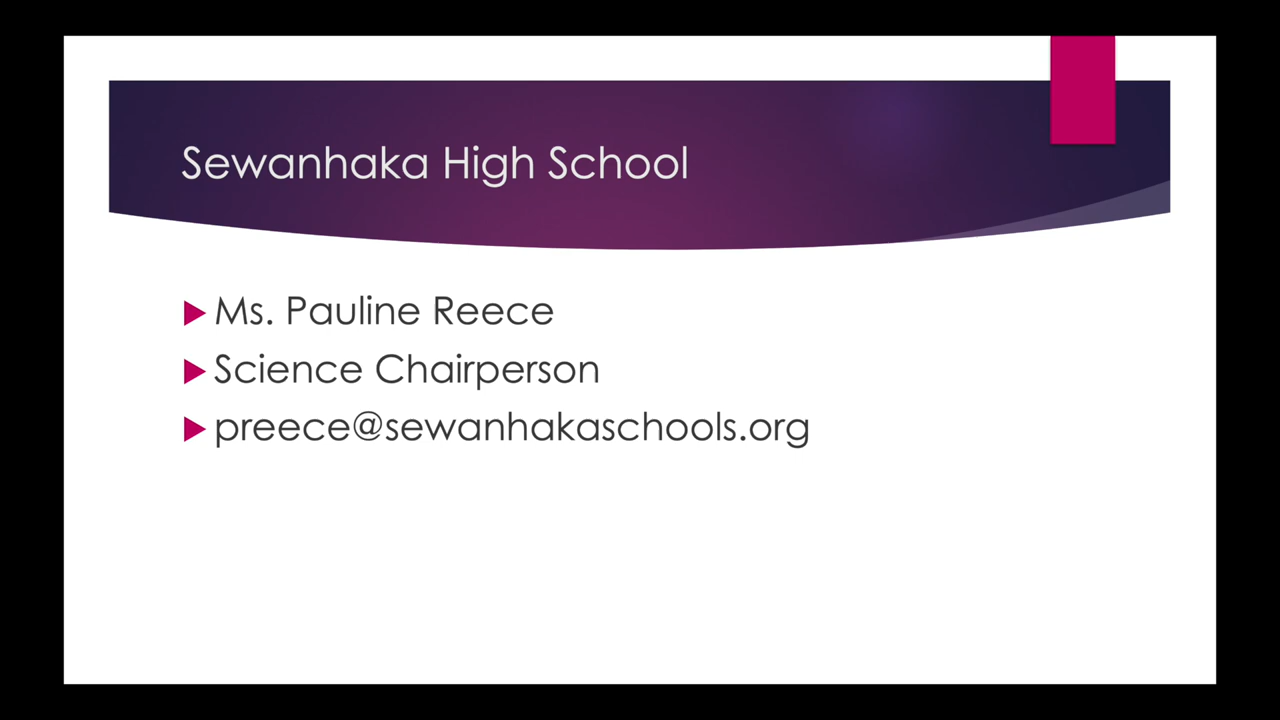 Sewanhaka High School
Ms. Pauline Reece
Science Chairperson
preece@sewanhakaschools.org